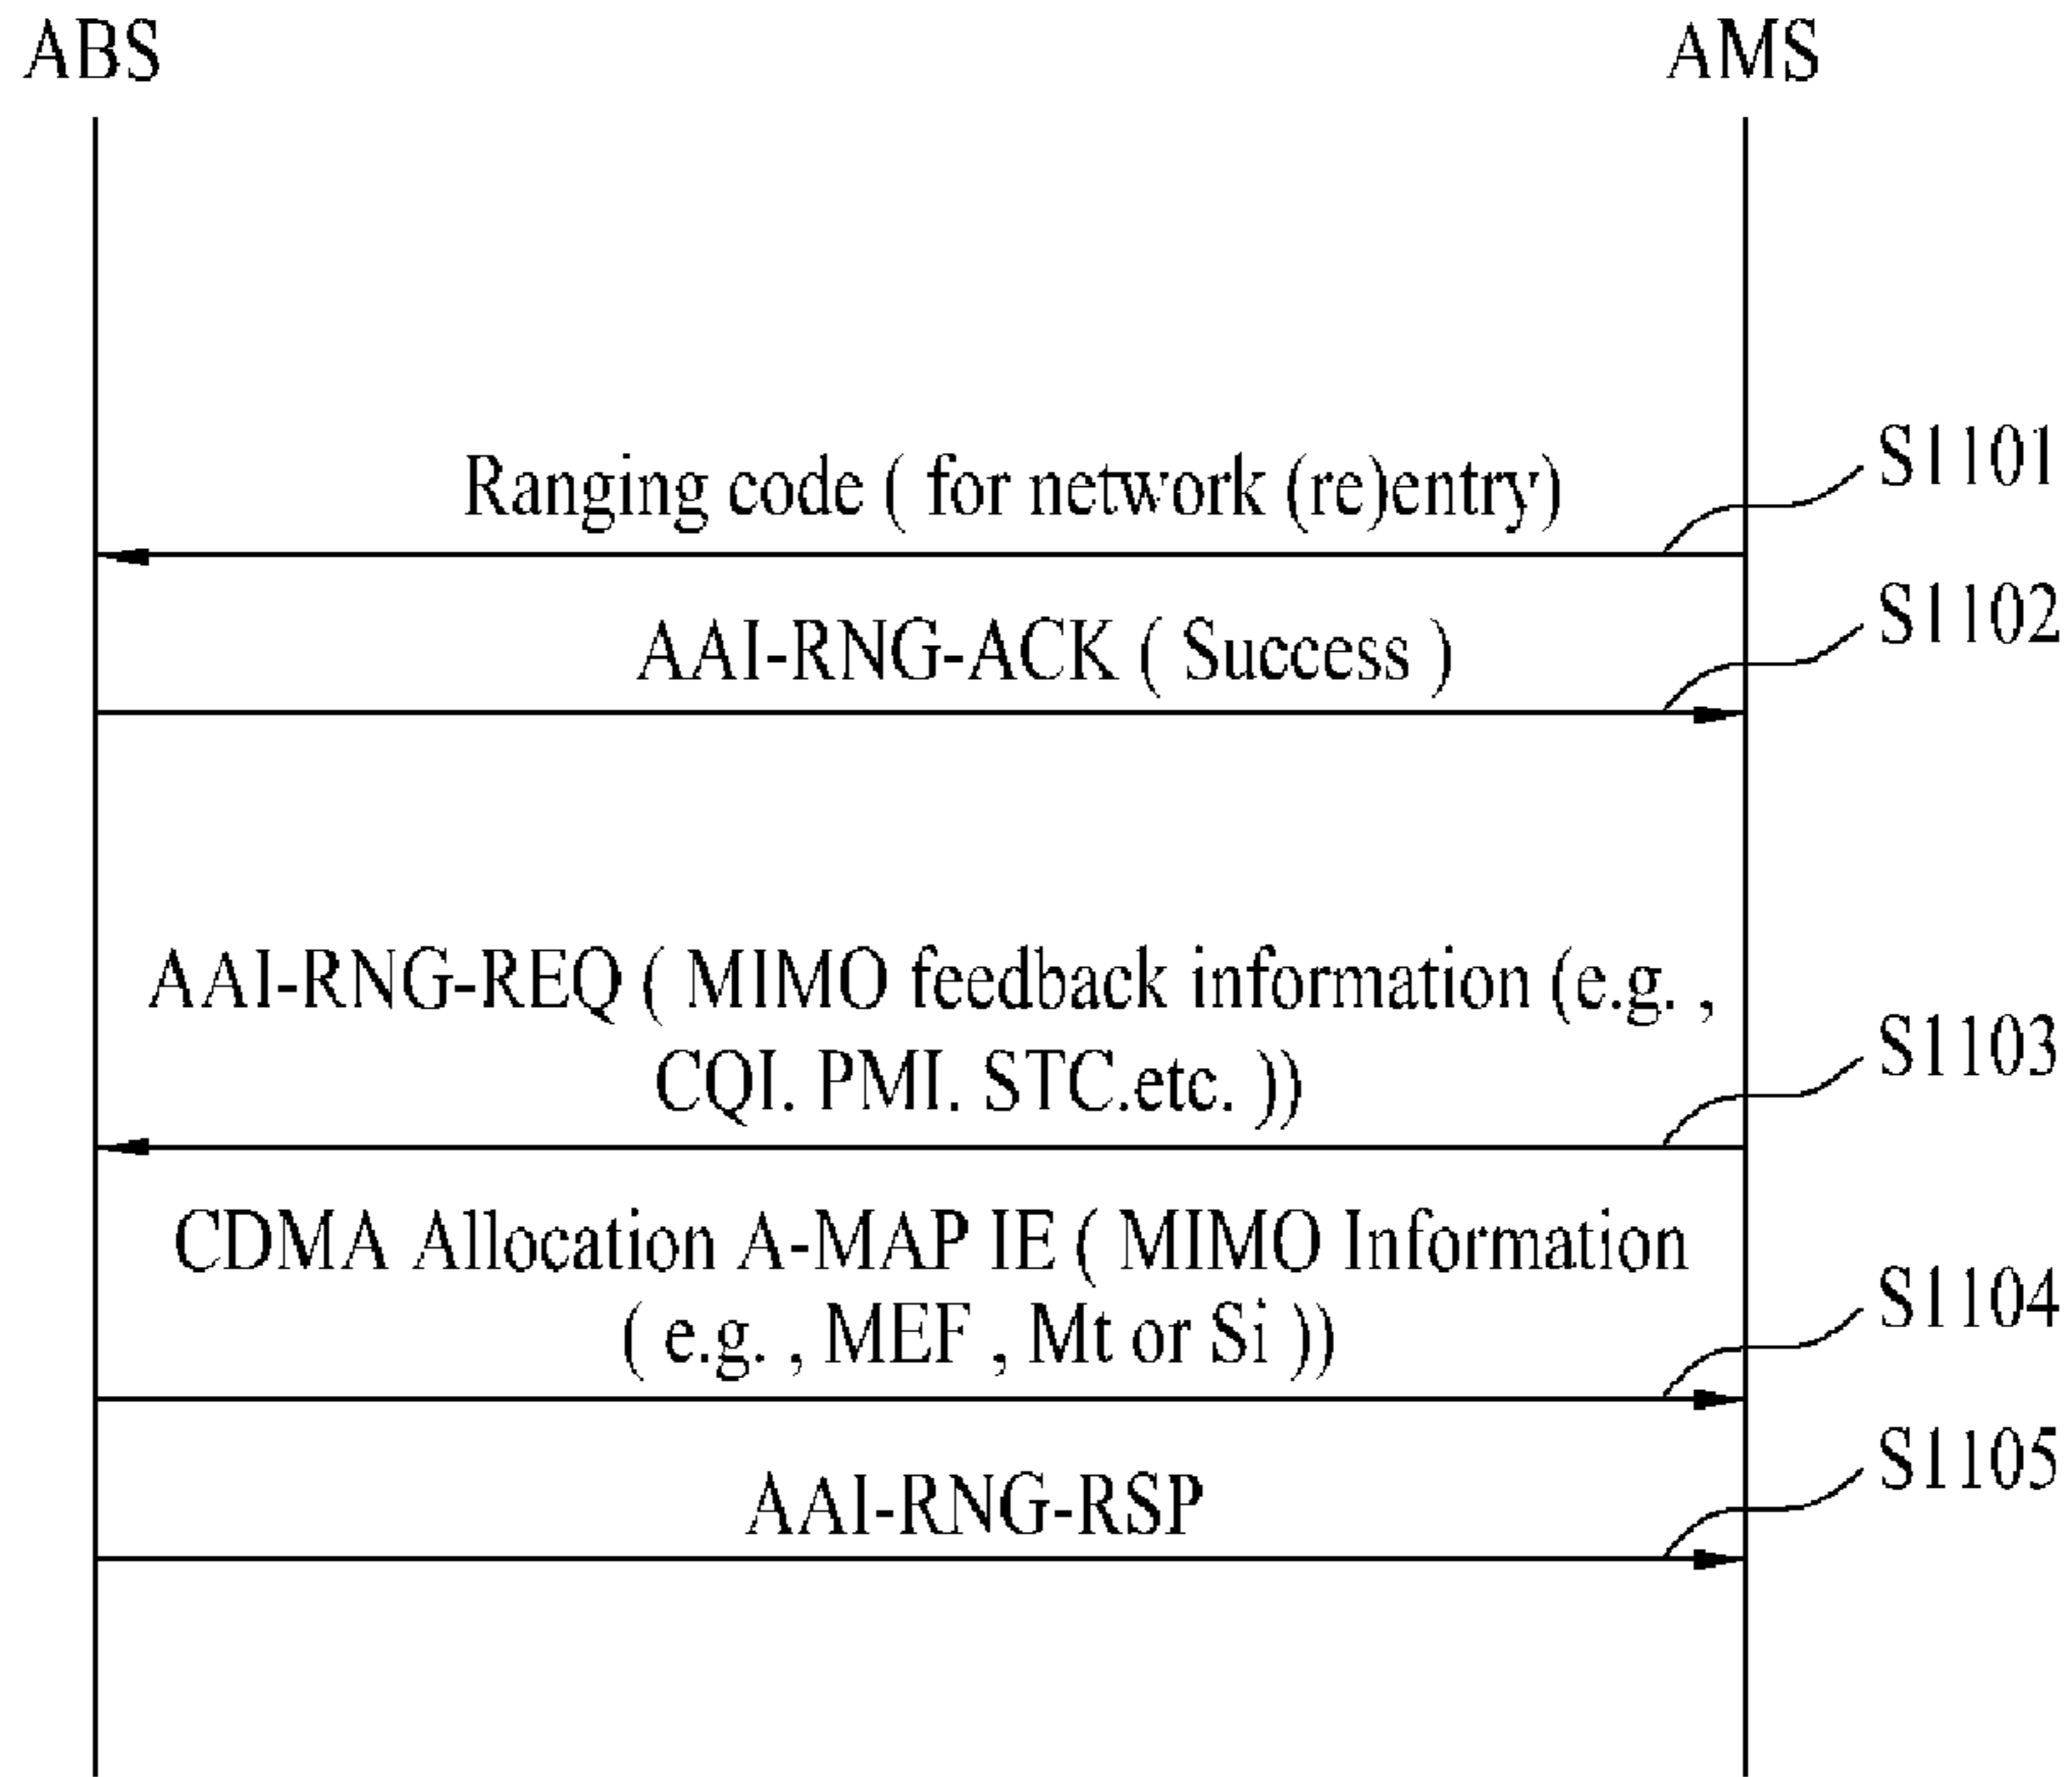 ABS
AMS
Ranging code ( for network (re)entry)
S1101
AAI-RNG-ACK ( Success )
S1102
AAI-RNG-REQ ( MIMO feedback information (e.g. ,
CQI. PMI. STC.etc. ))
S1103
CDMA Allocation A-MAP IE ( MIMO Information
( e.g. , MEF , Mt or Si ))
S1104
AAI-RNG-RSP
S1105